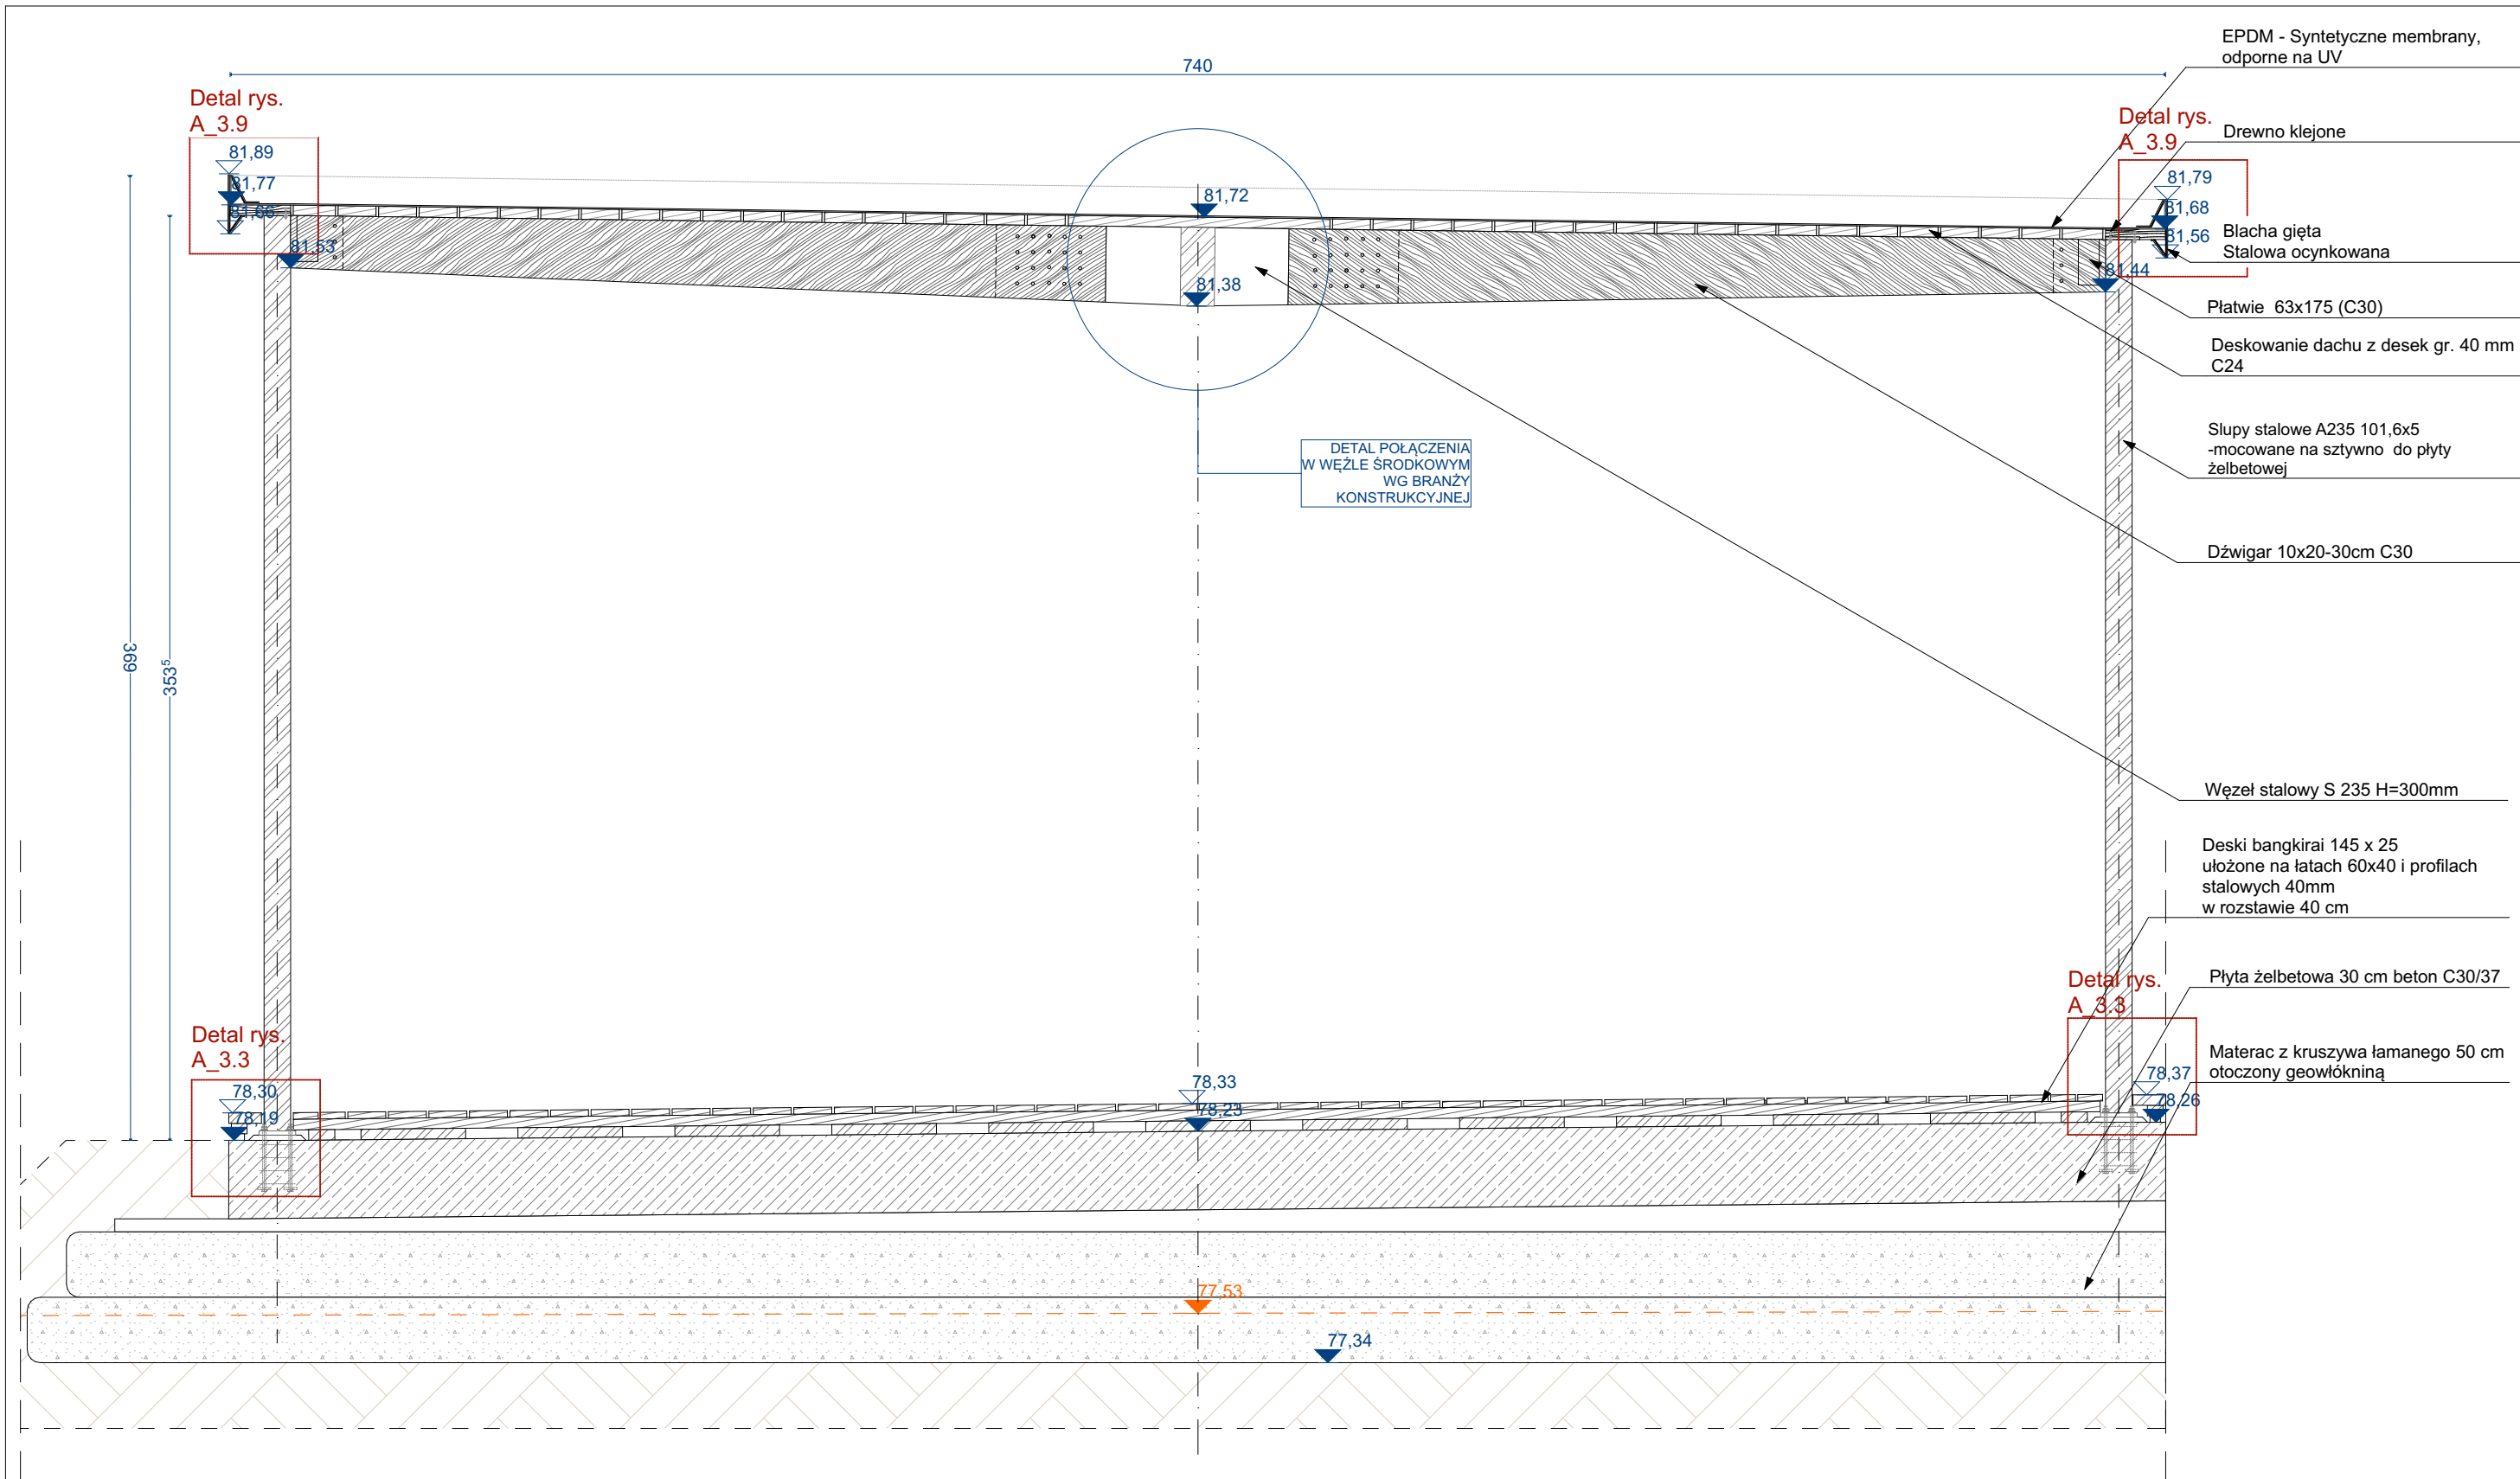 EPDM - Syntetyczne membrany,
odporne na UV
740
Detal rys.
A_3.9
Detal rys.
A_3.9
Drewno klejone
81,89
81,77
81,66
81,53
81,72
81,38
81,79
81,68
81,56
81,44
Blacha gięta
Stalowa ocynkowana
Płatwie 63x175 (C30)
Deskowanie dachu z desek gr. 40 mm
C24
Slupy stalowe A235 101,6x5
-mocowane na sztywno do płyty
żelbetowej
DETAL POŁĄCZENIA
W WĘŹLE ŚRODKOWYM
WG BRANŻY
KONSTRUKCYJNEJ
Dźwigar 10x20-30cm C30
369
353⁵
Węzeł stalowy S 235 H=300mm
Deski bangkirai 145 x 25
ułożone na łatach 60x40 i profilach
stalowych 40mm
w rozstawie 40 cm
Płyta żelbetowa 30 cm beton C30/37
Detal rys.
A_3.3
Detal rys.
A_3.3
Materac z kruszywa łamanego 50 cm
otoczony geowłókniną
78,30
78,19
78,33
78,23
78,37
78,26
77,53
77,34